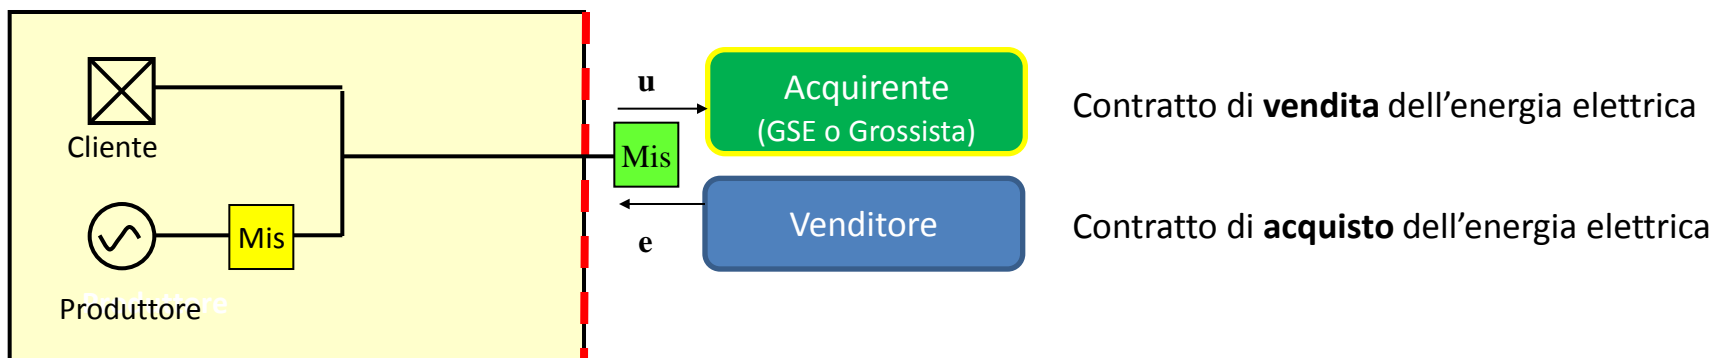 Cliente
Mis
Produttore
Produttore
u
Mis
e
Acquirente
(GSE o Grossista)
Venditore
Contratto di vendita dell’energia elettrica
Contratto di acquisto dell’energia elettrica